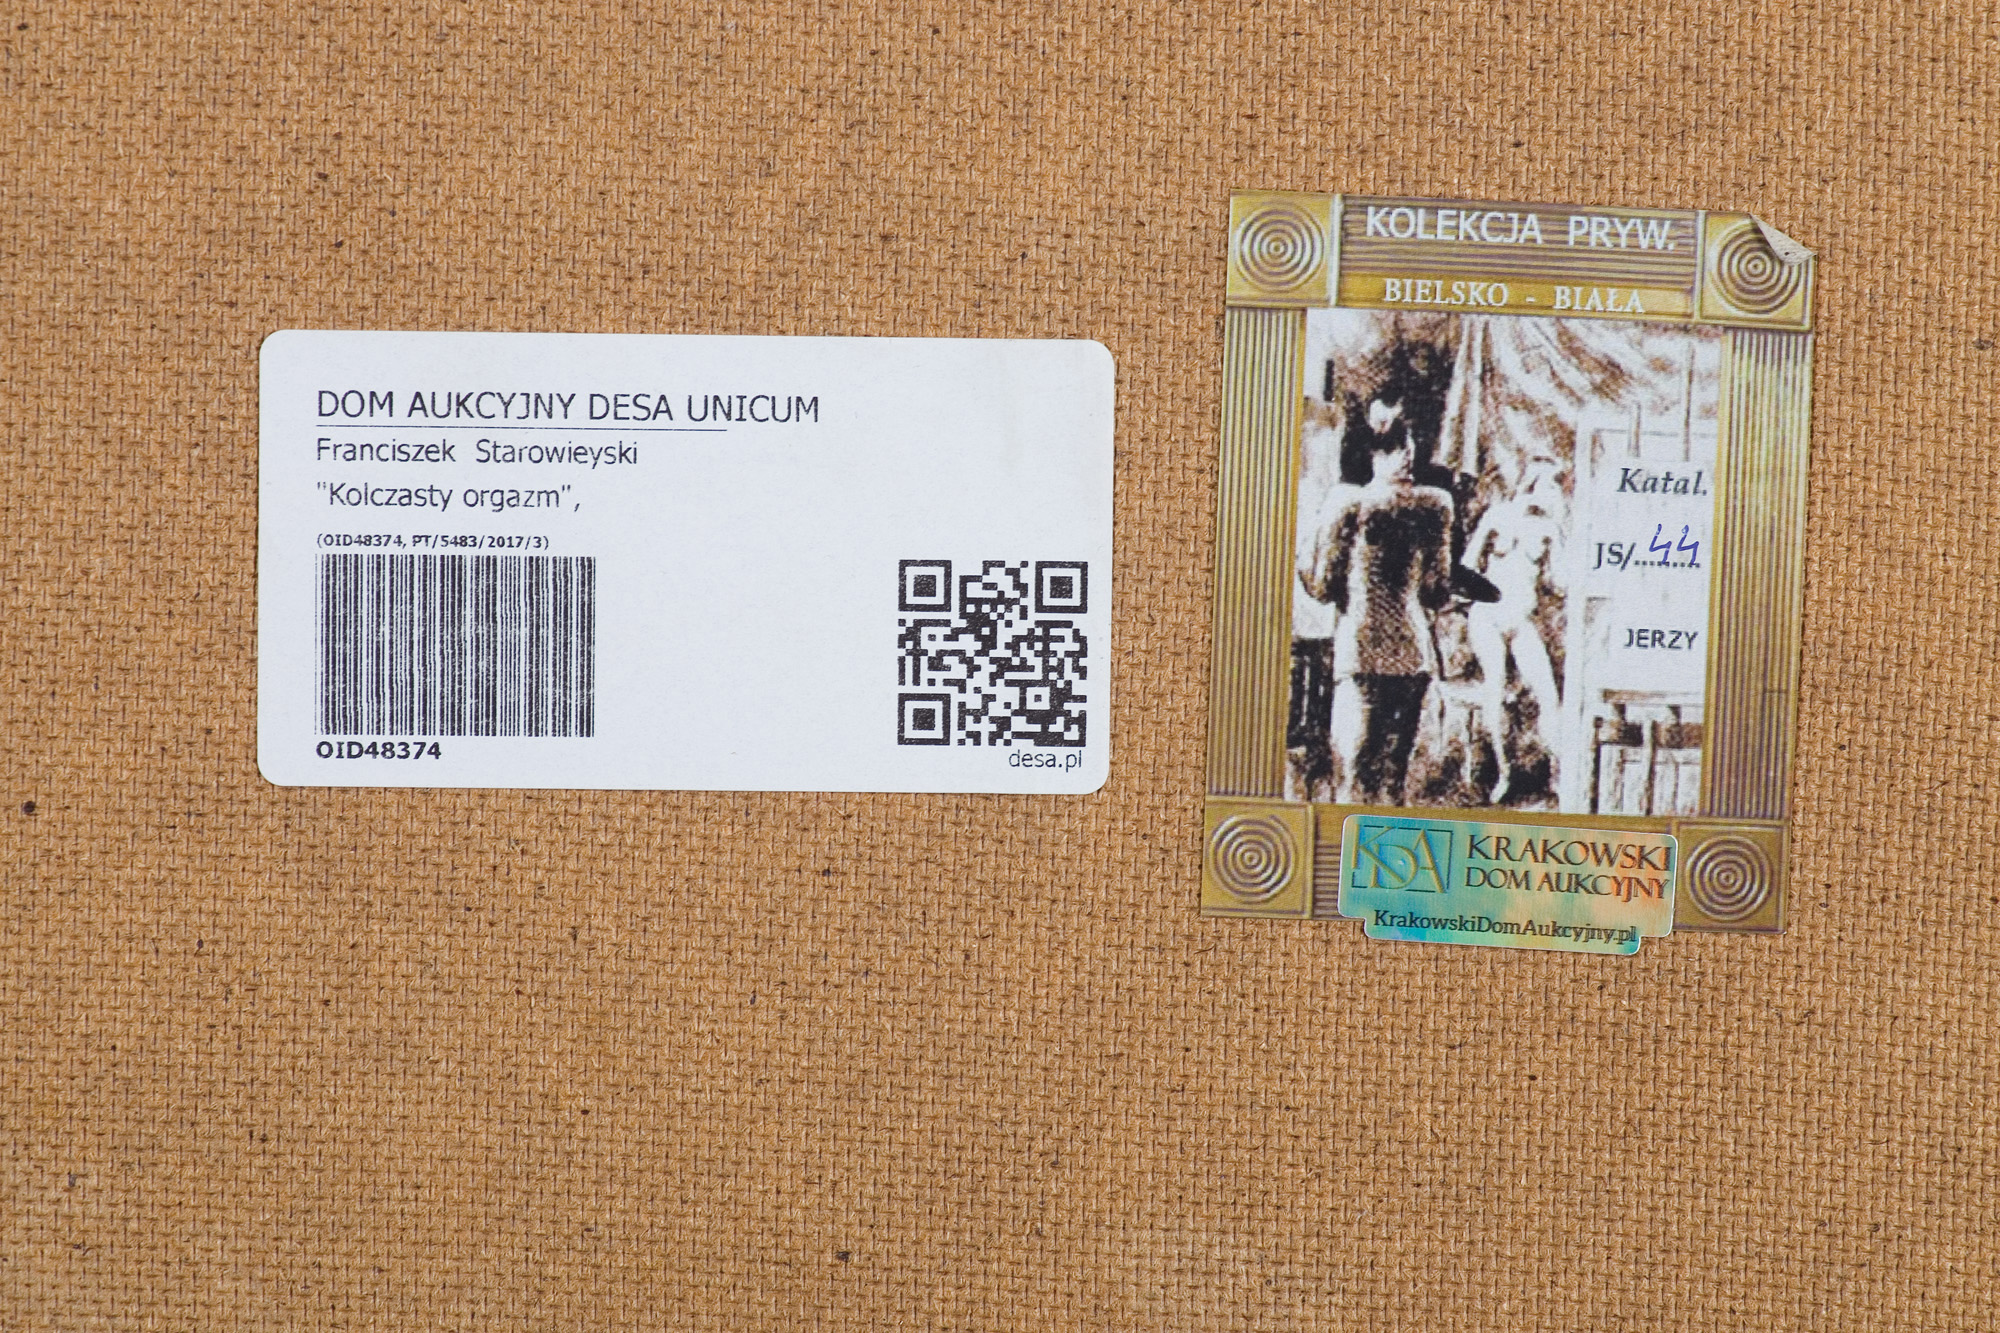 DOM AUKCYJNY DESA UNICUM
Franciszek Starowieyski
"Kolczasty orgazm",
(OID48374, PT/5483/2017/3)
OID48374
desa.pl
KOLEKCJA PRYW.
BIELSKO - BIAŁA
Katal.
JS/...44...
JERZY
KDA
KRAKOWSKI
DOM AUKCYJNY
KrakowskiDomAukcyjny.pl